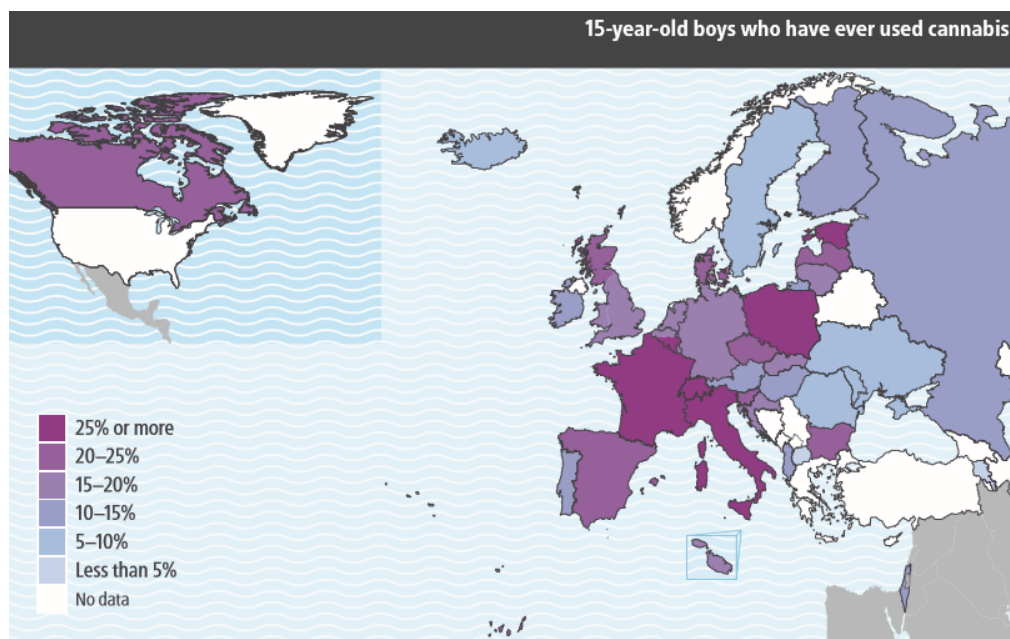 15-year-old boys who have ever used cannabis
25% or more
20–25%
15–20%
10–15%
5–10%
Less than 5%
No data